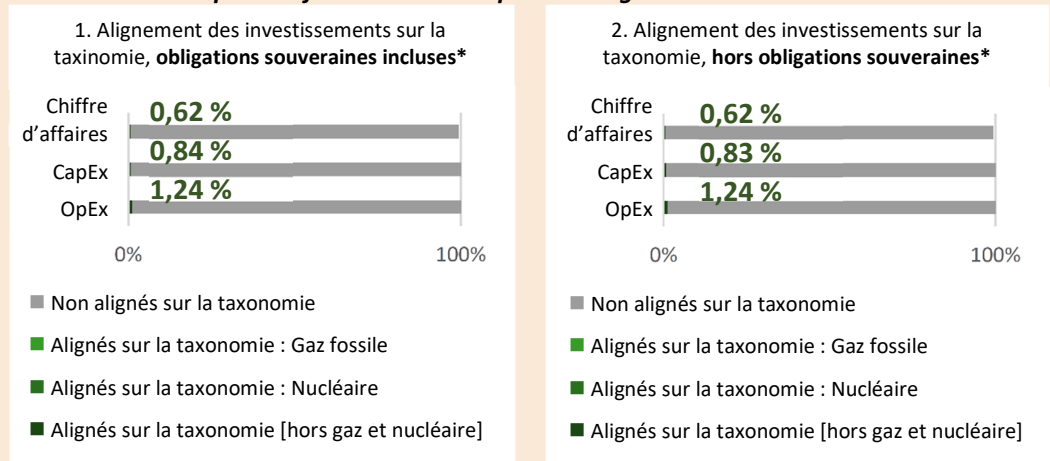 1. Alignement des investissements sur la
taxinomie, obligations souveraines incluses*
Chiffre
d'affaires
0,62 %
CapEx
0,84 %
OpEx
1,24 %
0%
100%
Non alignés sur la taxonomie
Alignés sur la taxonomie : Gaz fossile
Alignés sur la taxonomie : Nucléaire
Alignés sur la taxonomie [hors gaz et nucléaire]
2. Alignement des investissements sur la
taxonomie, hors obligations souveraines*
Chiffre
d'affaires
0,62 %
CapEx
0,83 %
OpEx
1,24 %
0%
100%
Non alignés sur la taxonomie
Alignés sur la taxonomie : Gaz fossile
Alignés sur la taxonomie : Nucléaire
Alignés sur la taxonomie [hors gaz et nucléaire]